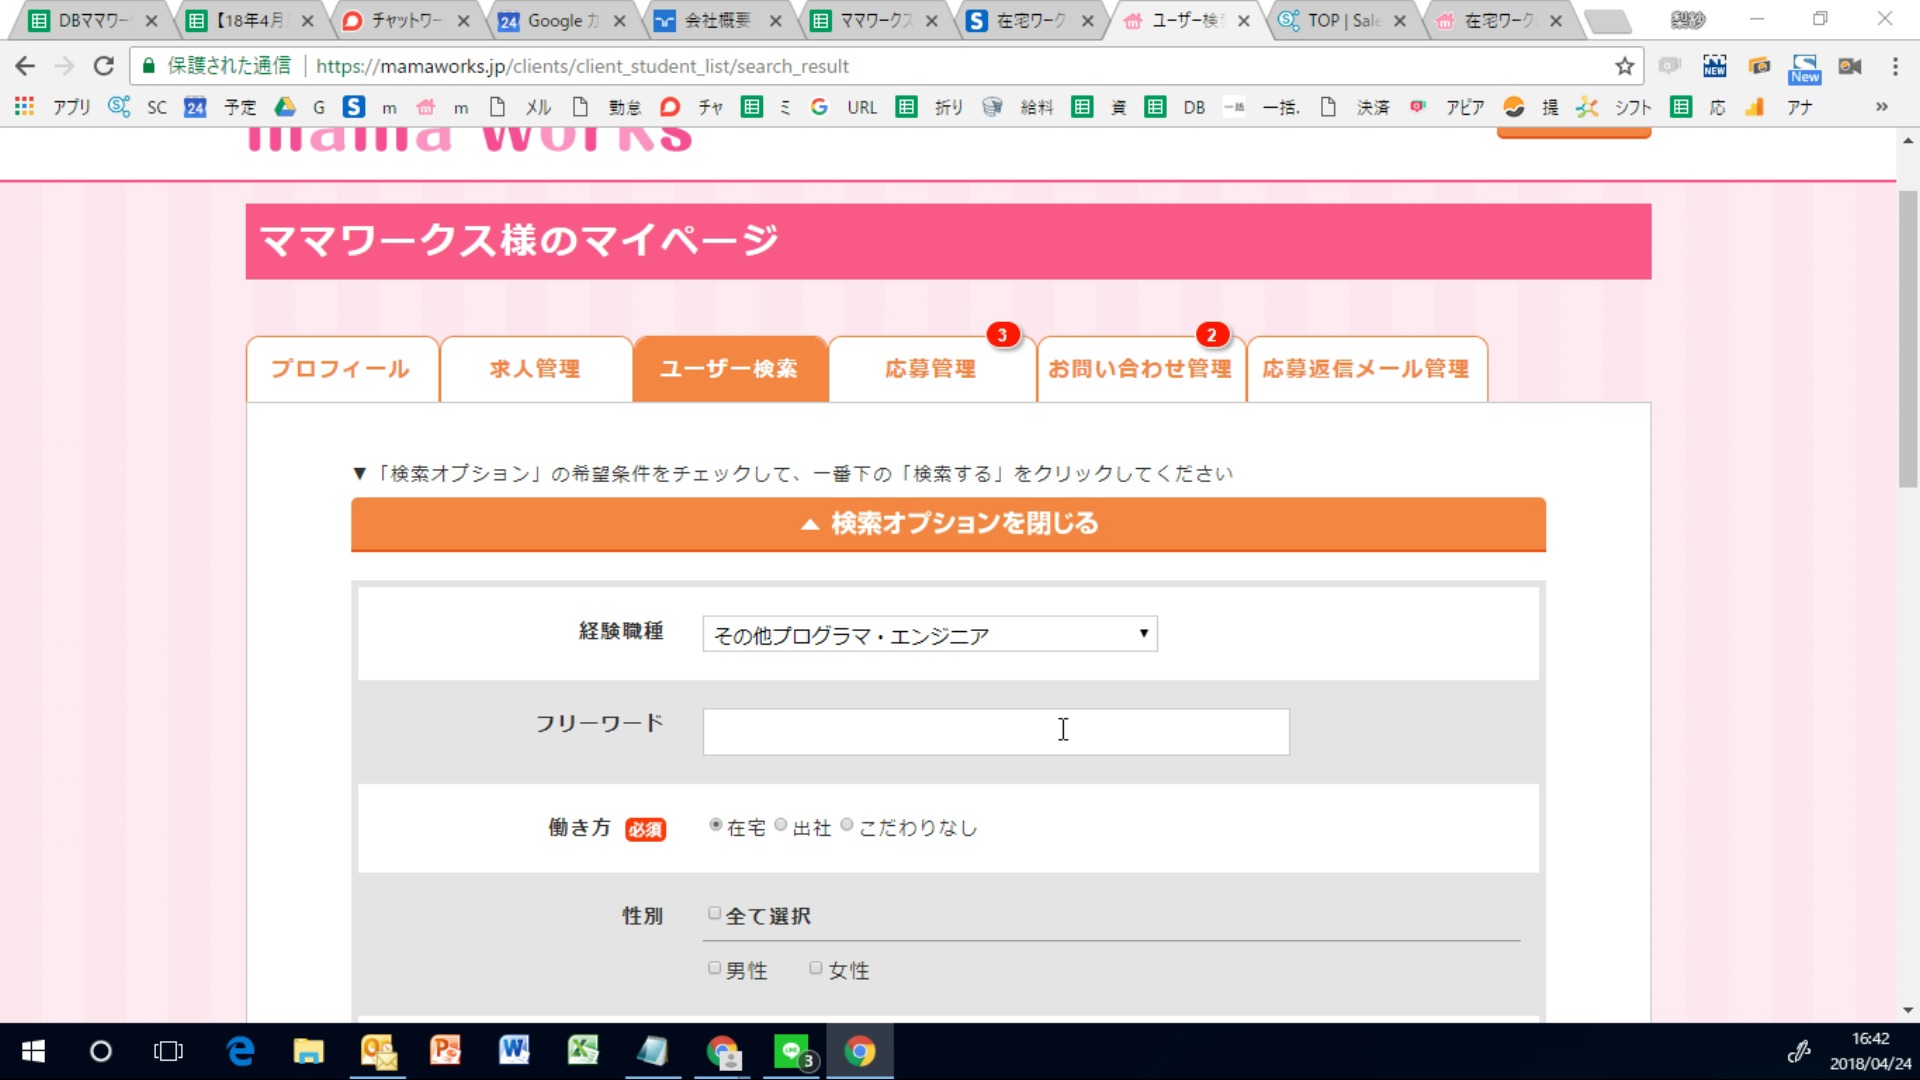 DBママワー
【18年4月
チャットワー
24 Google カ
会社概要
ママワークス
S 在宅ワーク
ユーザー検
TOP | Sale
在宅ワーク
保護された通信 https://mamaworks.jp/clients/client_student_list/search_result
NEW
New
アプリ SC 24 予定 G S m m メル 勤怠 チャ ミ G URL 折り 給料 資 DB 一括. 決済 アピア 提 シフト 応 アナ »
mama works
ママワークス様のマイページ
プロフィール 求人管理 ユーザー検索 応募管理 3 お問い合わせ管理 2 応募返信メール管理
▼「検索オプション」の希望条件をチェックして、一番下の「検索する」をクリックしてください
▲ 検索オプションを閉じる
経験職種 その他プログラマ・エンジニア
フリーワード
働き方 必須 在宅 出社 こだわりなし
性別 全て選択
男性 女性
3
16:42
2018/04/24